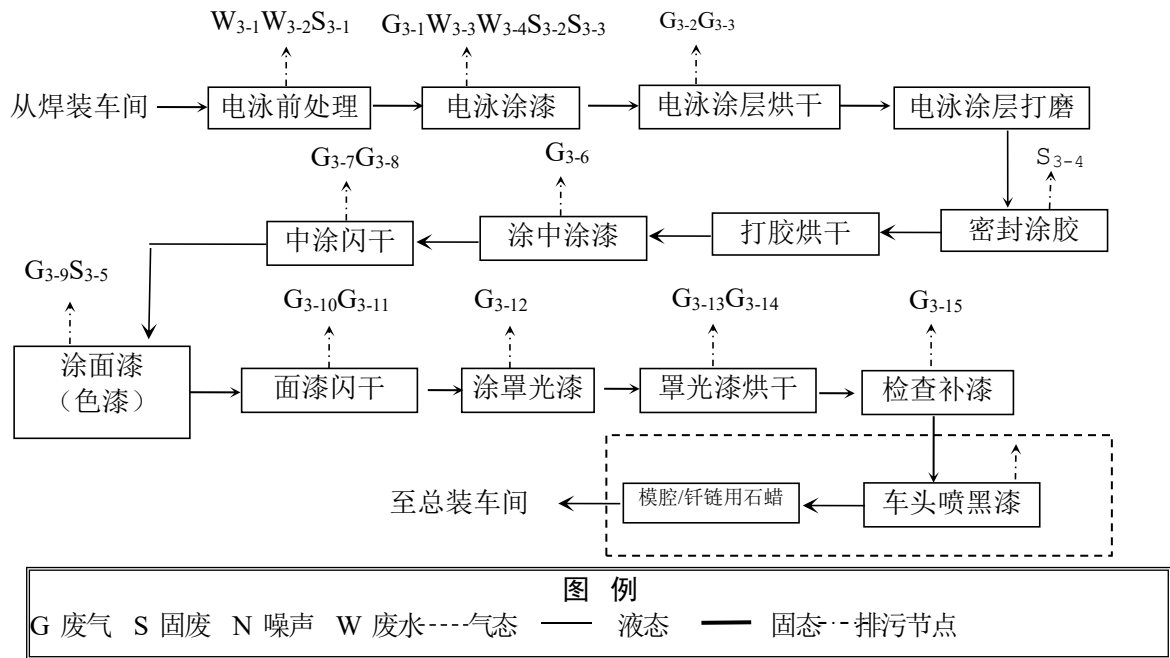 W3-1W3-2S3-1
G3-1W3-3W3-4S3-2S3-3
G3-2G3-3
从焊装车间
电泳前处理
电泳涂漆
电泳涂层烘干
电泳涂层打磨
G3-7G3-8
G3-6
S3-4
中涂闪干
涂中涂漆
打胶烘干
密封涂胶
G3-9S3-5
G3-10G3-11
G3-12
G3-13G3-14
G3-15
涂面漆
（色漆）
面漆闪干
涂罩光漆
罩光漆烘干
检查补漆
至总装车间
模腔/钎链用石蜡
车头喷黑漆
图 例
G 废气 S 固废 N 噪声 W 废水 气态 液态 固态 排污节点